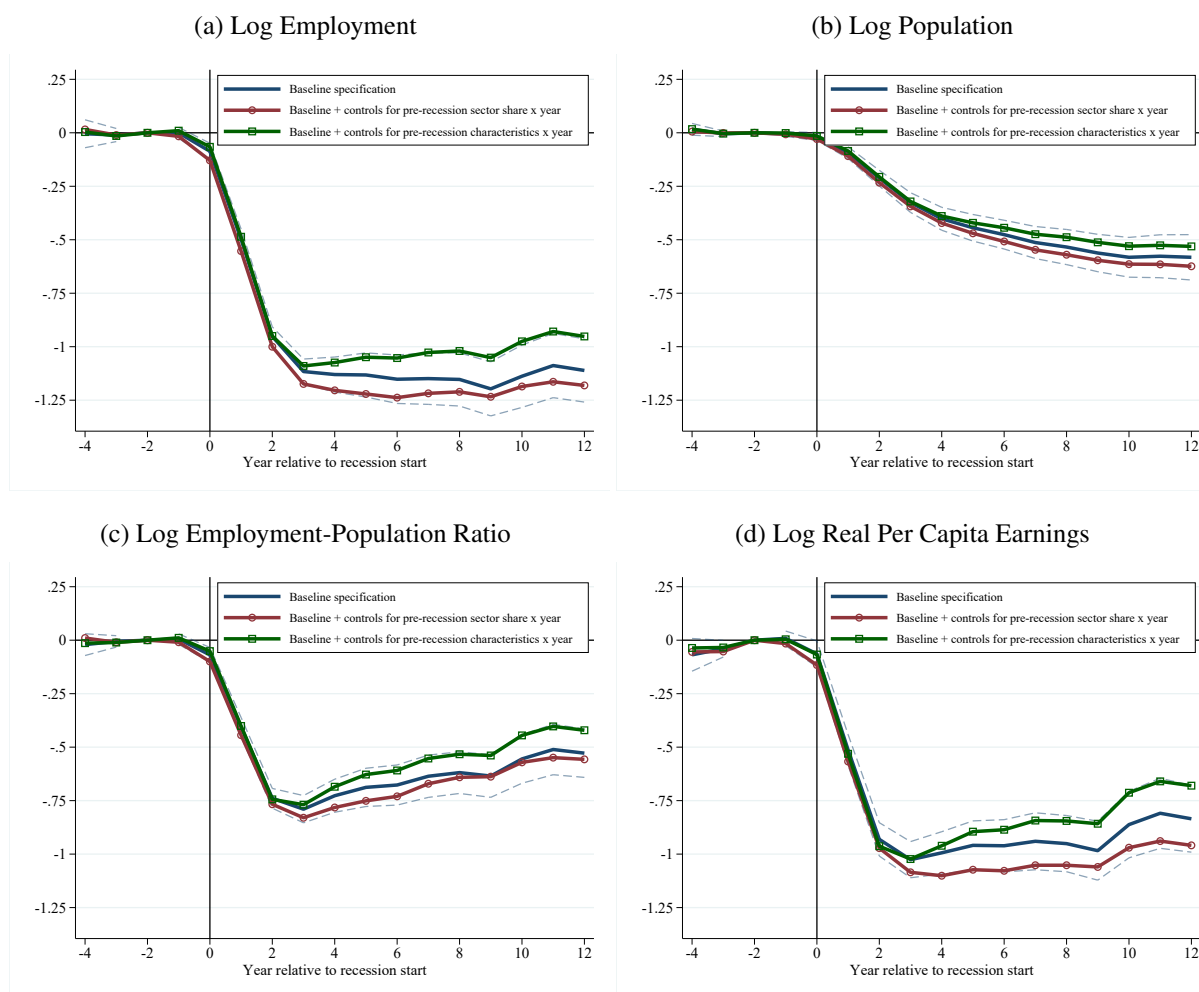 (a) Log Employment
.25
0
-.25
-.5
-.75
-1
-1.25
Baseline specification
Baseline + controls for pre-recession sector share x year
Baseline + controls for pre-recession characteristics x year
-4 -2 0 2 4 6 8 10 12
Year relative to recession start
(b) Log Population
.25
0
-.25
-.5
-.75
-1
-1.25
Baseline specification
Baseline + controls for pre-recession sector share x year
Baseline + controls for pre-recession characteristics x year
-4 -2 0 2 4 6 8 10 12
Year relative to recession start
(c) Log Employment-Population Ratio
.25
0
-.25
-.5
-.75
-1
-1.25
Baseline specification
Baseline + controls for pre-recession sector share x year
Baseline + controls for pre-recession characteristics x year
-4 -2 0 2 4 6 8 10 12
Year relative to recession start
(d) Log Real Per Capita Earnings
.25
0
-.25
-.5
-.75
-1
-1.25
Baseline specification
Baseline + controls for pre-recession sector share x year
Baseline + controls for pre-recession characteristics x year
-4 -2 0 2 4 6 8 10 12
Year relative to recession start